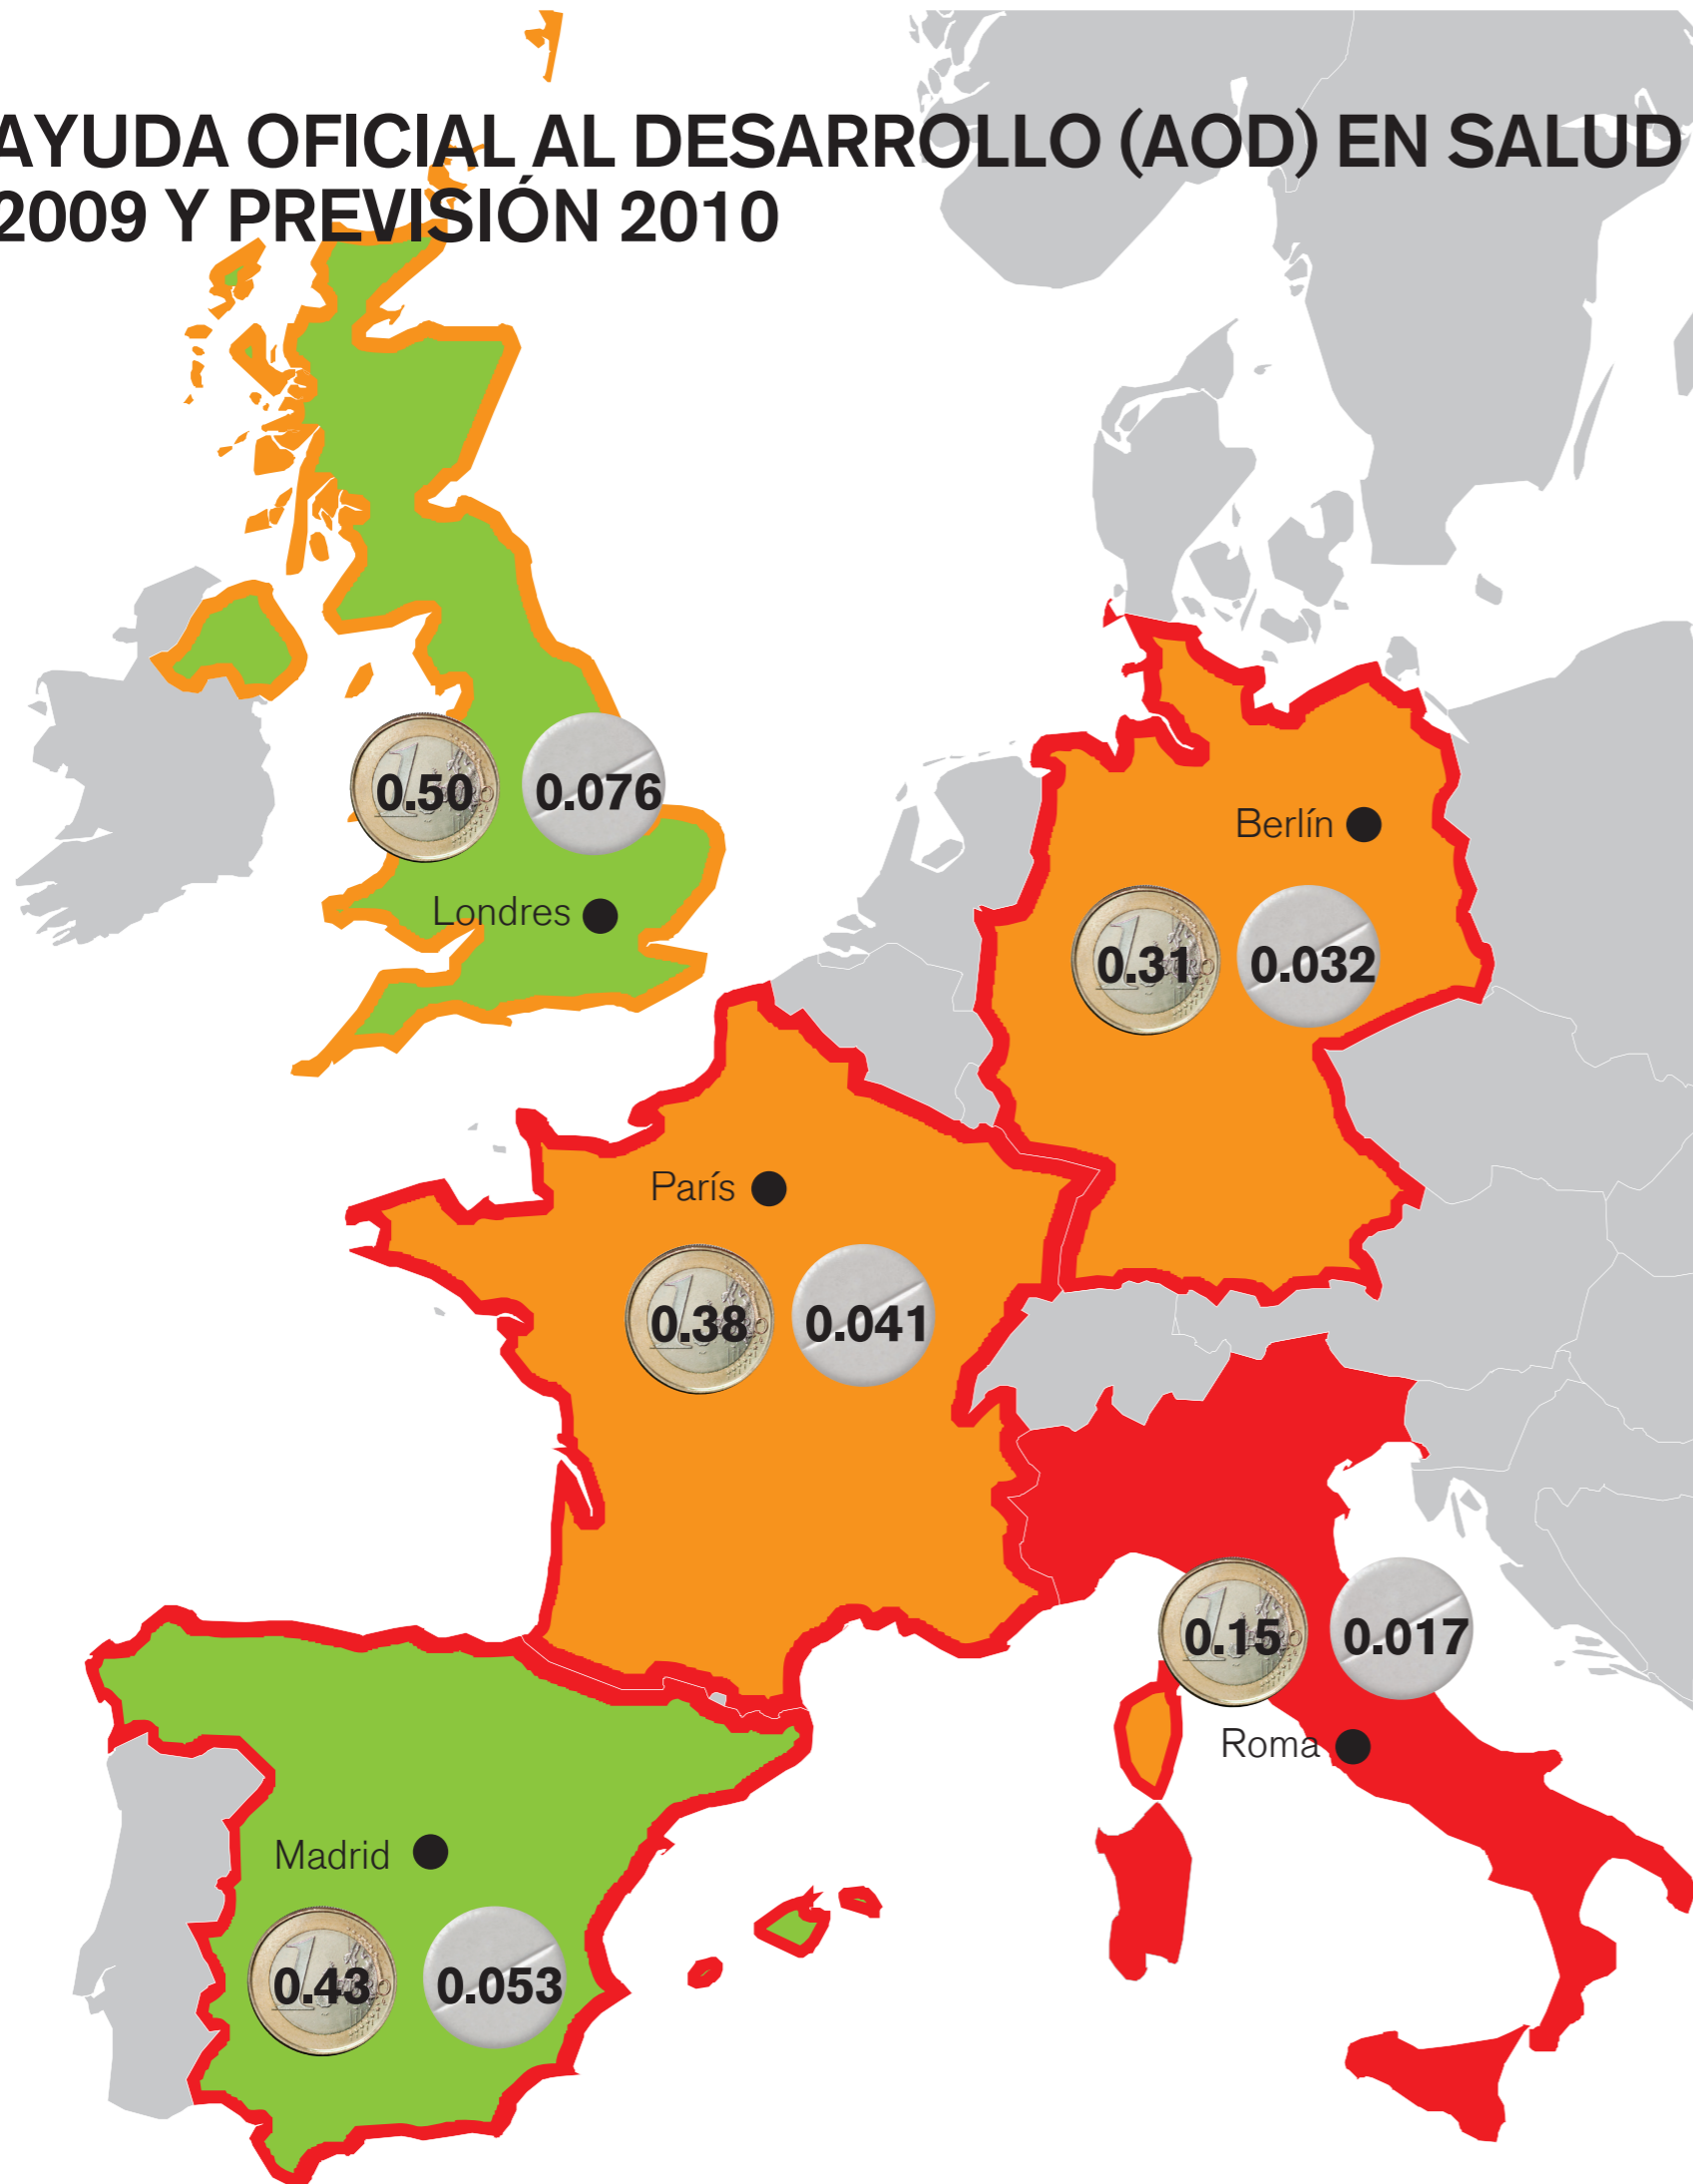 AYUDA OFICIAL AL DESARROLLO (AOD) EN SALUD
2009 Y PREVISIÓN 2010
0.50 0.076
Londres
Berlín
0.31 0.032
París
0.38 0.041
0.15 0.017
Roma
Madrid
0.43 0.053